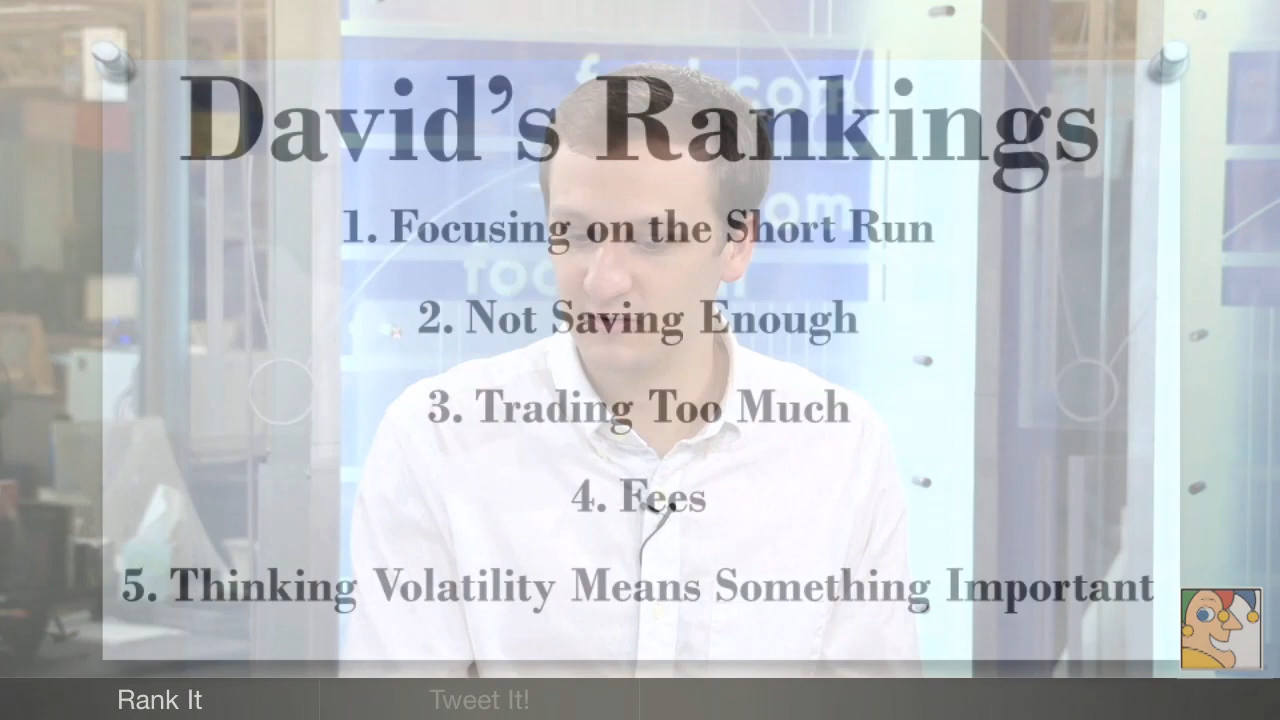 David's Rankings
1. Focusing on the Short Run
2. Not Saving Enough
3. Trading Too Much
4. Fees
5. Thinking Volatility Means Something Important
Rank It
Tweet It!